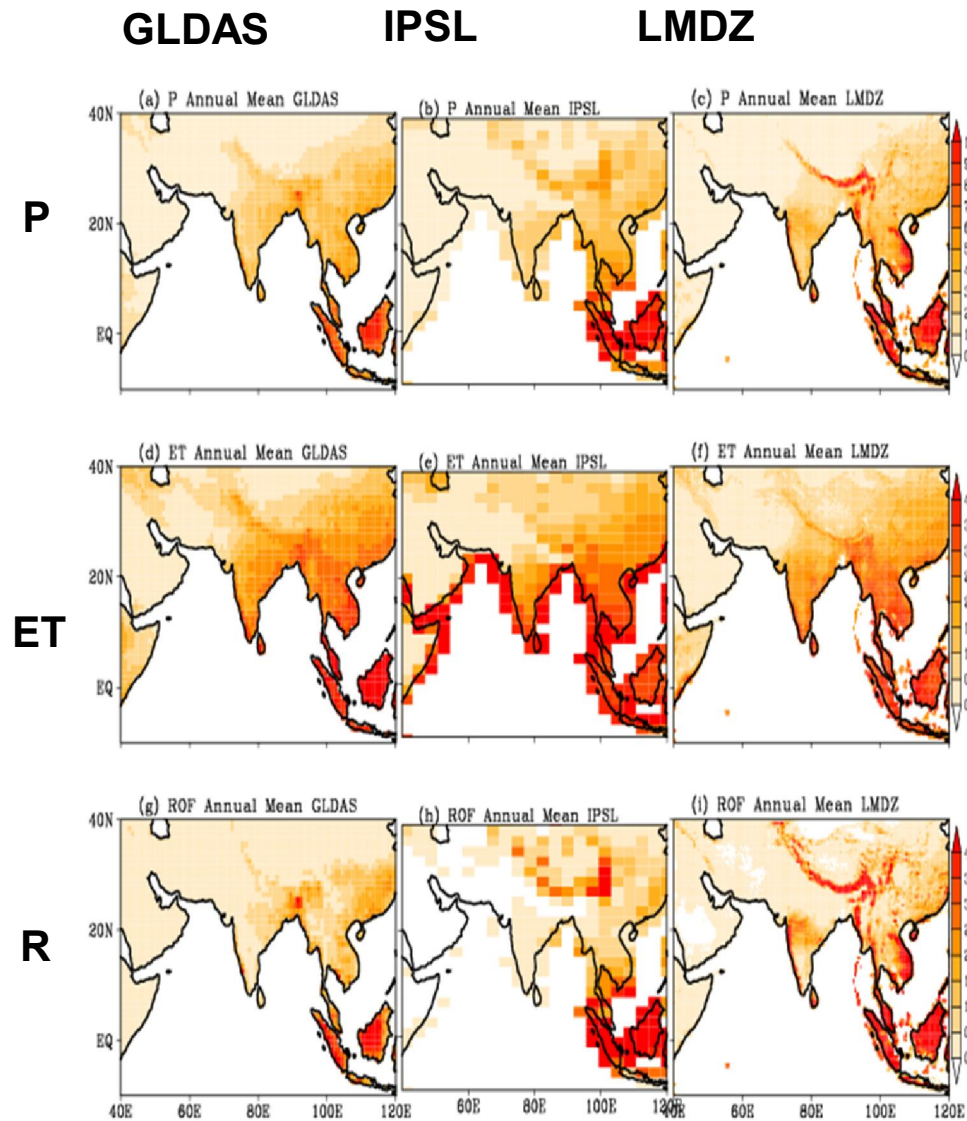 GLDAS IPSL LMDZ
(a) P Annual Mean GLDAS (b) P Annual Mean IPSL (c) P Annual Mean LMDZ
40N
P
20N
EQ
(d) ET Annual Mean GLDAS (e) ET Annual Mean IPSL (f) ET Annual Mean LMDZ
40N
20N
ET
EQ
(g) ROF Annual Mean GLDAS (h) ROF Annual Mean IPSL (i) ROF Annual Mean LMDZ
40N
20N
R
EQ
40E 60E 80E 100E 120E 60E 80E 100E 60E 80E 100E 120E